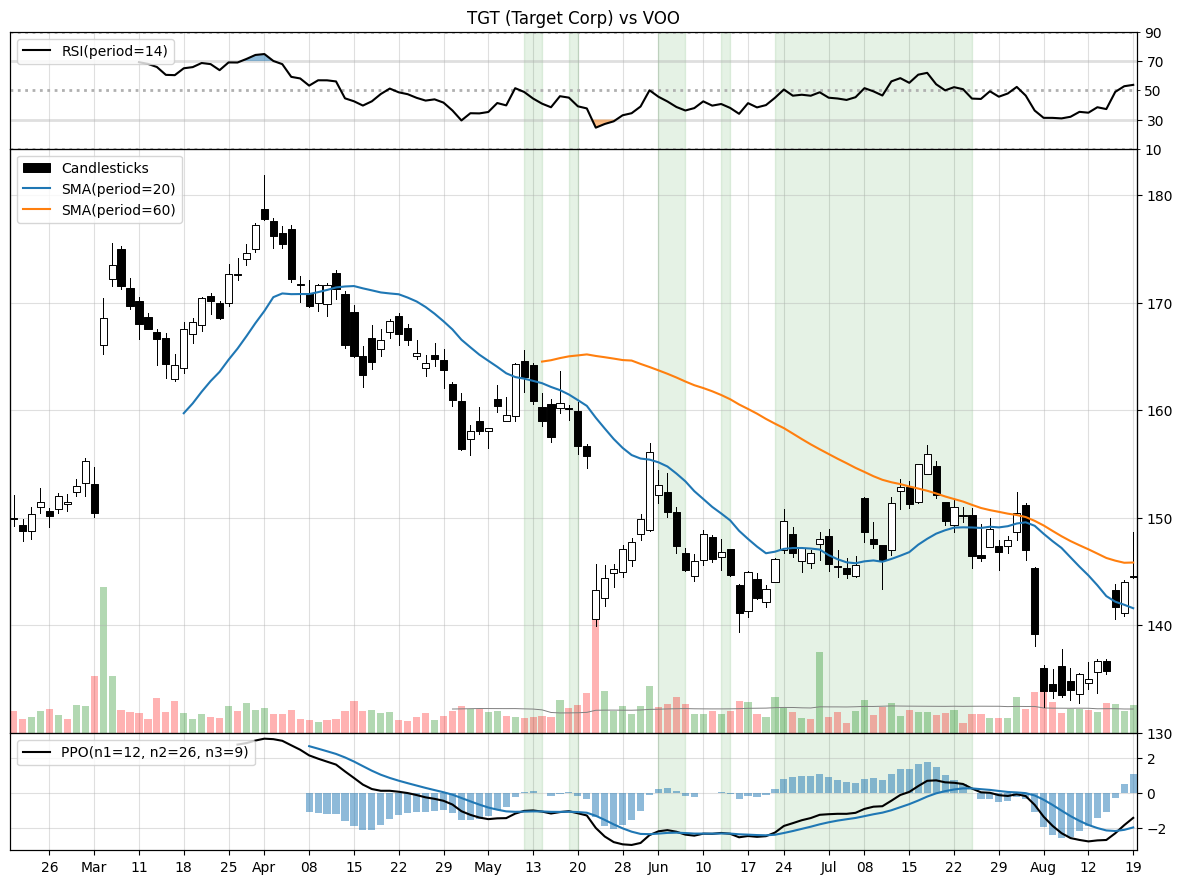 TGT (Target Corp) vs VOO
RSI(period=14)
90
70
50
30
10
Candlesticks
SMA(period=20)
SMA(period=60)
180
170
160
150
140
130
PPO(n1=12, n2=26, n3=9)
2
0
−2
26 Mar 11 18 25 Apr 08 15 22 29 May 13 20 28 Jun 10 17 24 Jul 08 15 22 29 Aug 12 19